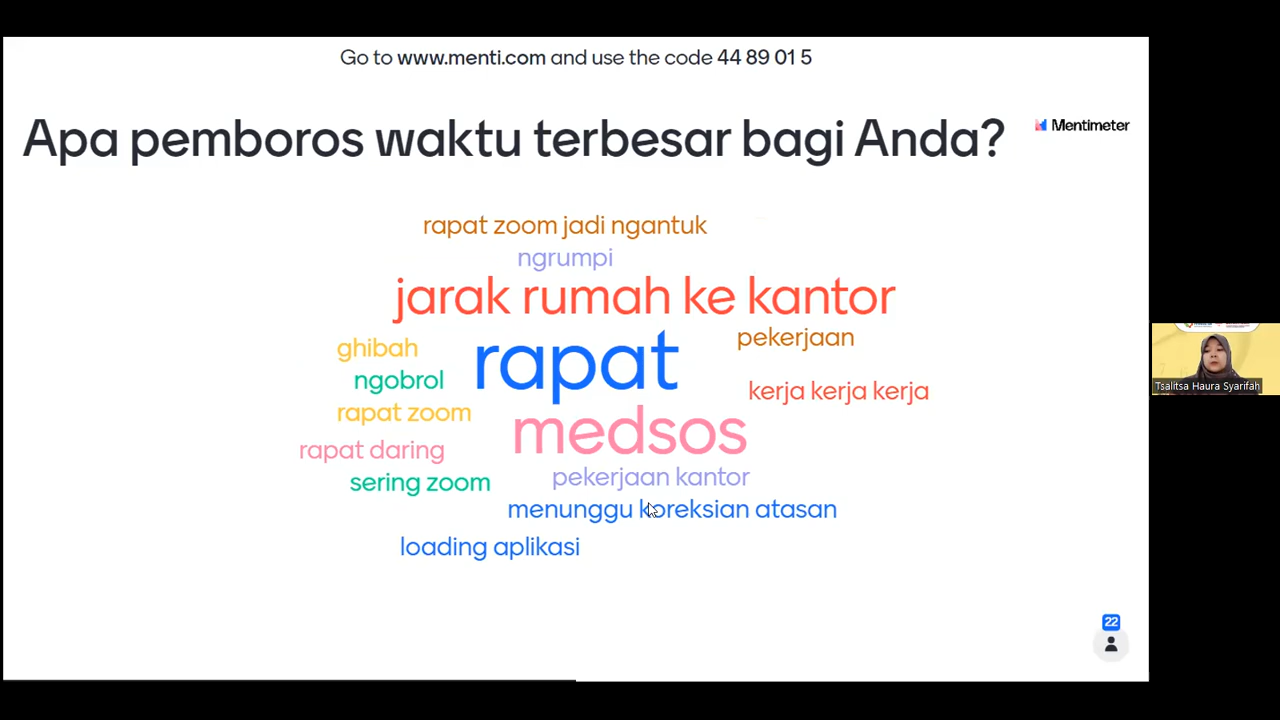 Go to www.menti.com and use the code 44 89 01 5
Apa pemboros waktu terbesar bagi Anda?
Mentimeter
rapat zoom jadi ngantuk
ngrumpi
jarak rumah ke kantor
pekerjaan
ghibah
rapat
ngobrol
kerja kerja kerja
rapat zoom
medsos
rapat daring
pekerjaan kantor
sering zoom
menunggu koreksian atasan
loading aplikasi
22
Tsalitsa Haura Syarifah